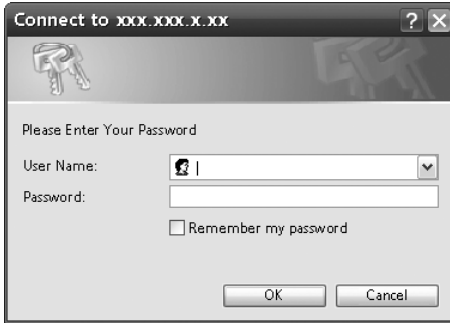 Connect to xxx.xxx.x.xx
Please Enter Your Password
User Name:
Password:
Remember my password
OK Cancel